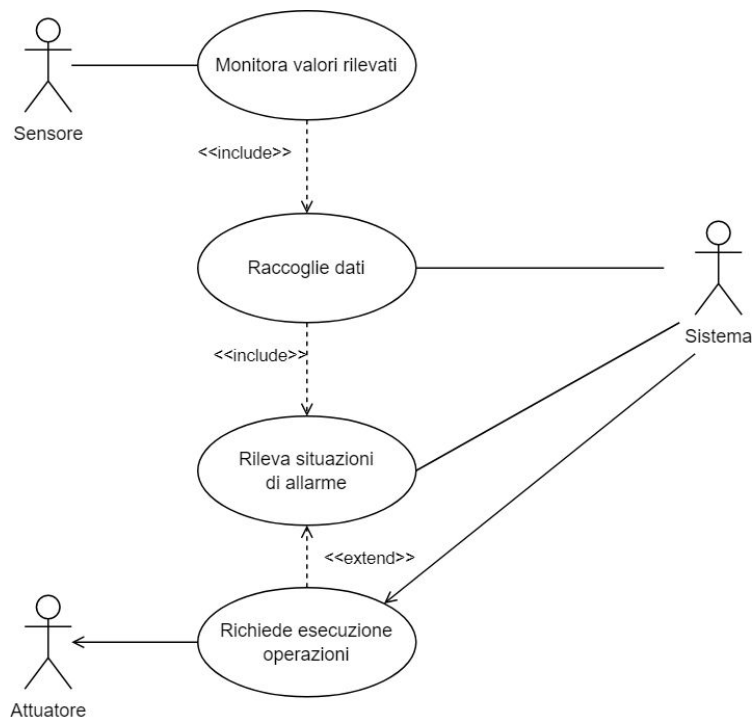 Monitora valori rilevati
Sensore
<<include>>
Raccoglie dati
Sistema
<<include>>
Rileva situazioni
di allarme
<<extend>>
Richiede esecuzione
operazioni
Attuatore